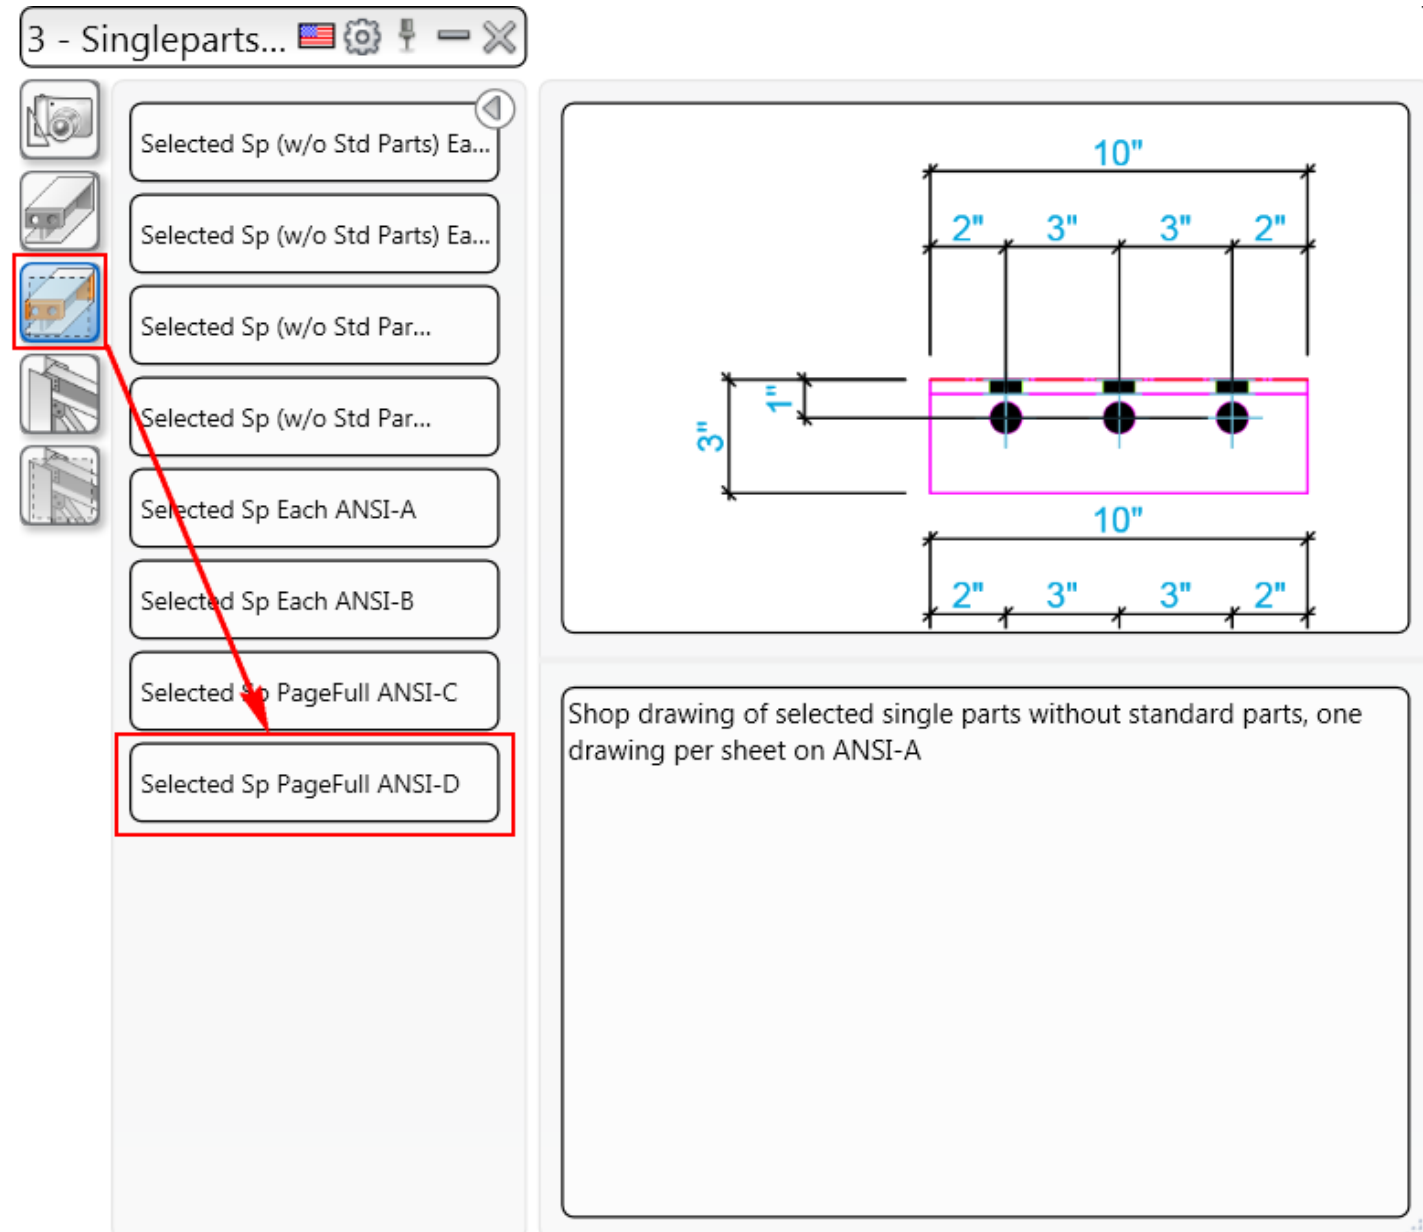 3 - Singleparts...
Selected Sp (w/o Std Parts) Ea...
Selected Sp (w/o Std Parts) Ea...
Selected Sp (w/o Std Par...
Selected Sp (w/o Std Par...
Selected Sp Each ANSI-A
Selected Sp Each ANSI-B
Selected Sp PageFull ANSI-C
Selected Sp PageFull ANSI-D
10"
2" 3" 3" 2"
1"
3"
10"
2" 3" 3" 2"
Shop drawing of selected single parts without standard parts, one
drawing per sheet on ANSI-A